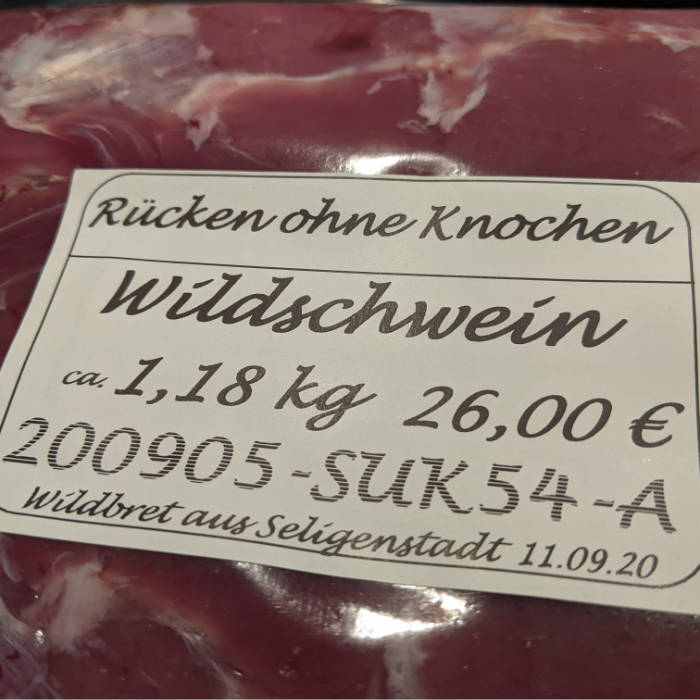 Rücken ohne Knochen
Wildschwein
ca. 1,18 kg 26,00 €
200905-SUK54-A
Wildbret aus Seligenstadt 11.09.20